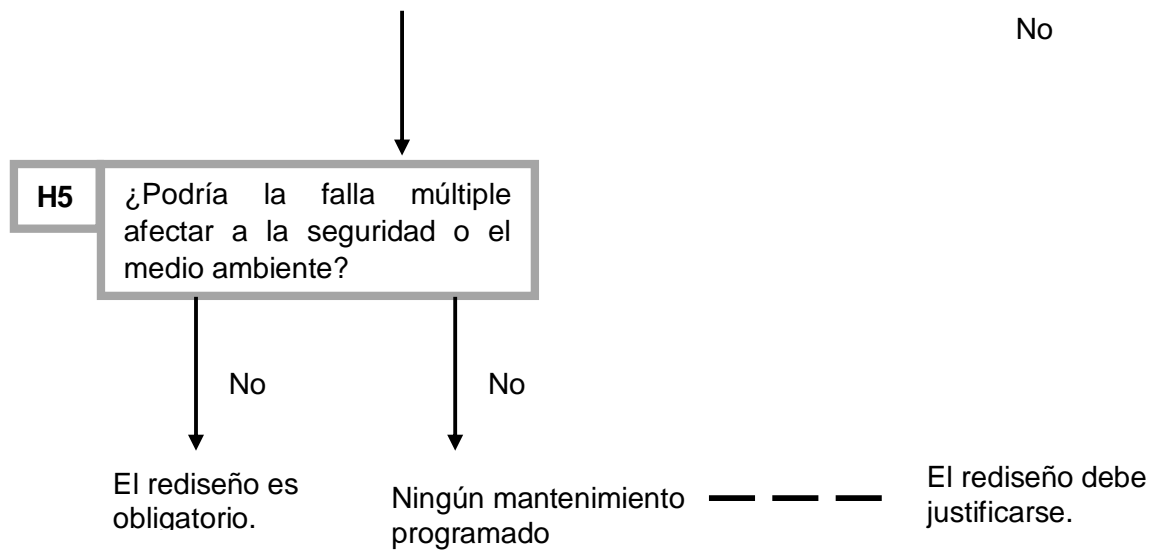 No
H5
¿Podría la falla múltiple
afectar a la seguridad o el
medio ambiente?
No
No
El rediseño es
obligatorio.
Ningún mantenimiento
programado
El rediseño debe
justificarse.